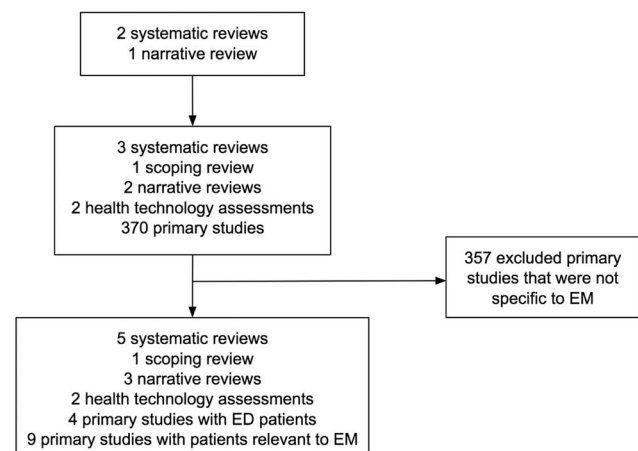 2 systematic reviews
1 narrative review
3 systematic reviews
1 scoping review
2 narrative reviews
2 health technology assessments
370 primary studies
357 excluded primary
studies that were not
specific to EM
5 systematic reviews
1 scoping review
3 narrative reviews
2 health technology assessments
4 primary studies with ED patients
9 primary studies with patients relevant to EM